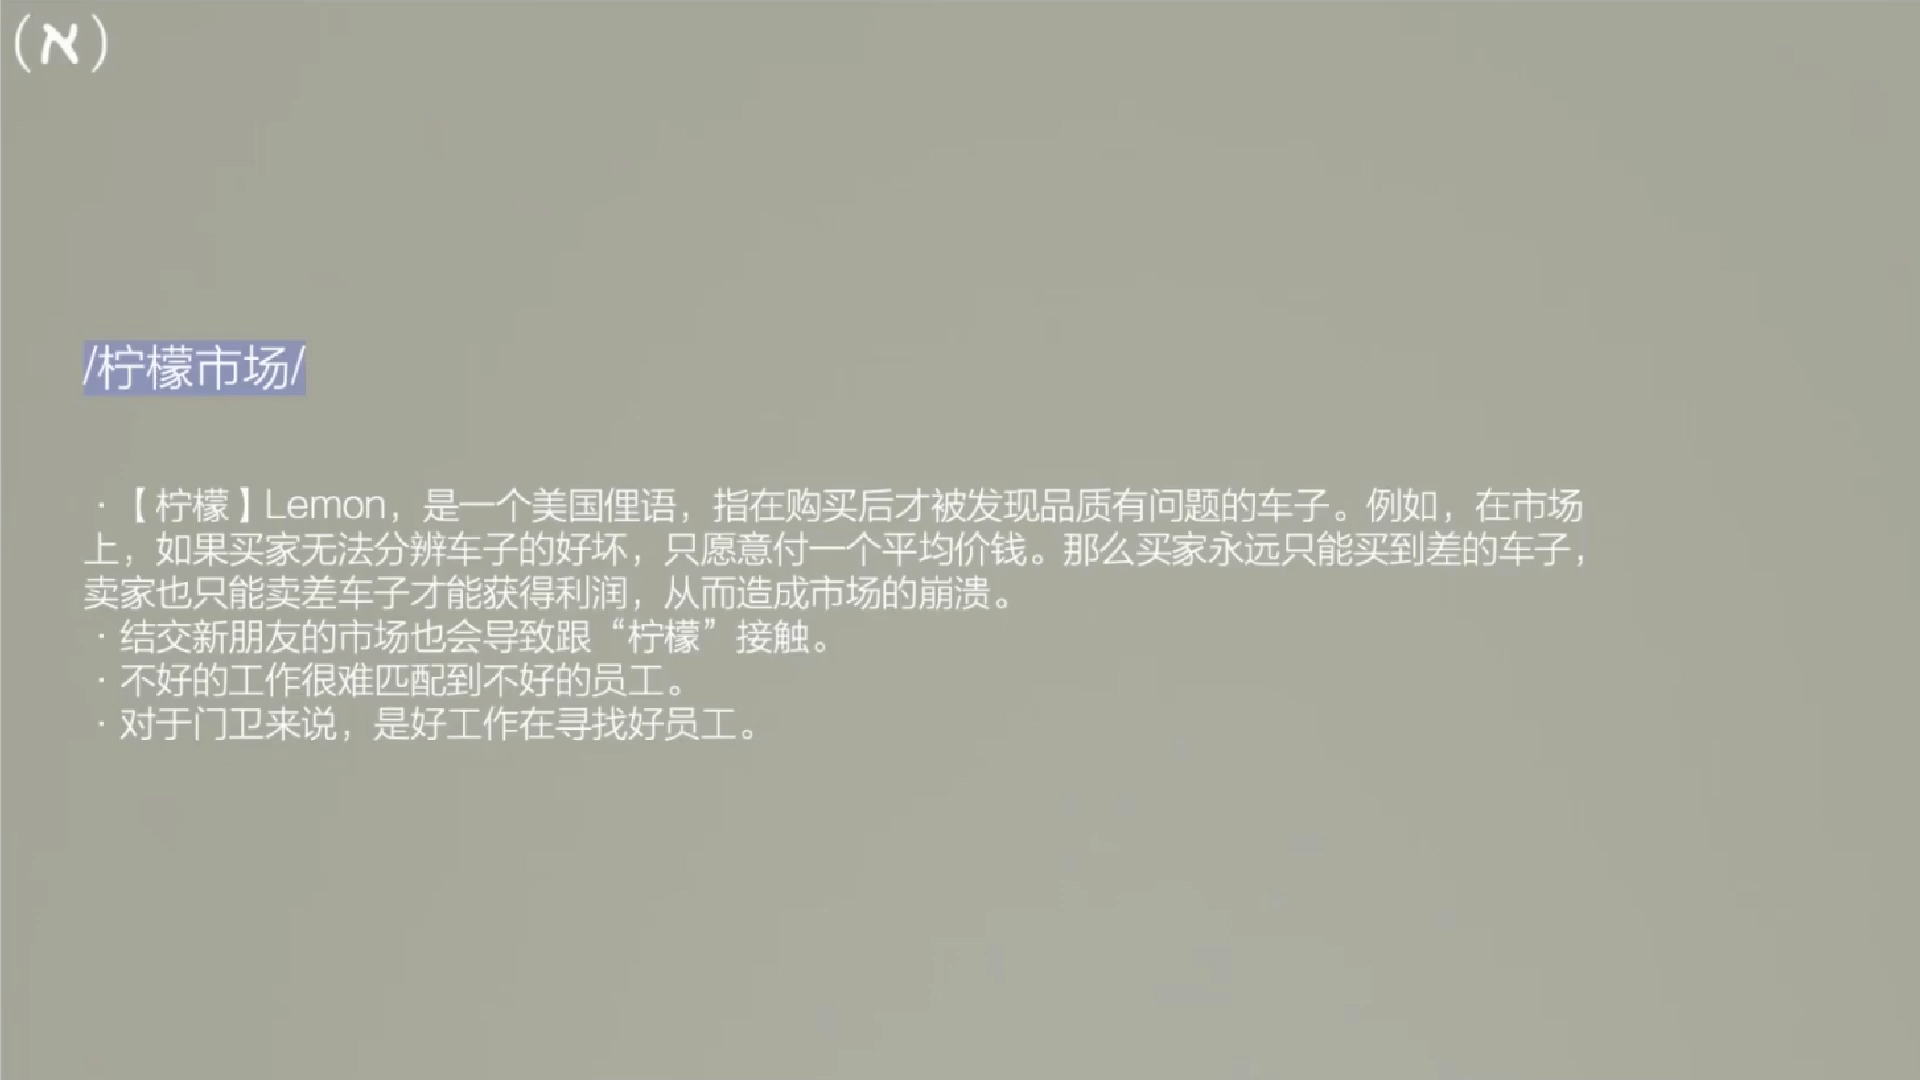 (א)
/柠檬市场/
·【柠檬】Lemon，是一个美国俚语，指在购买后才被发现品质有问题的车子。例如，在市场
上，如果买家无法分辨车子的好坏，只愿意付一个平均价钱。那么买家永远只能买到差的车子，
卖家也只能卖差车子才能获得利润，从而造成市场的崩溃。
·结交新朋友的市场也会导致跟“柠檬”接触。
·不好的工作很难匹配到不好的员工。
·对于门卫来说，是好工作在寻找好员工。